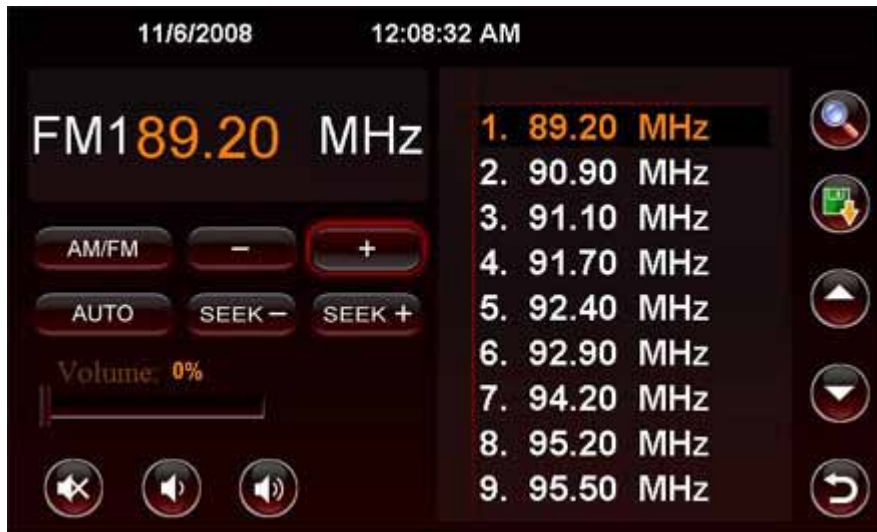 11/6/2008 12:08:32 AM
FM1 89.20 MHz
AM/FM - +
AUTO SEEK- SEEK+
Volume: 0%
1. 89.20 MHz
2. 90.90 MHz
3. 91.10 MHz
4. 91.70 MHz
5. 92.40 MHz
6. 92.90 MHz
7. 94.20 MHz
8. 95.20 MHz
9. 95.50 MHz